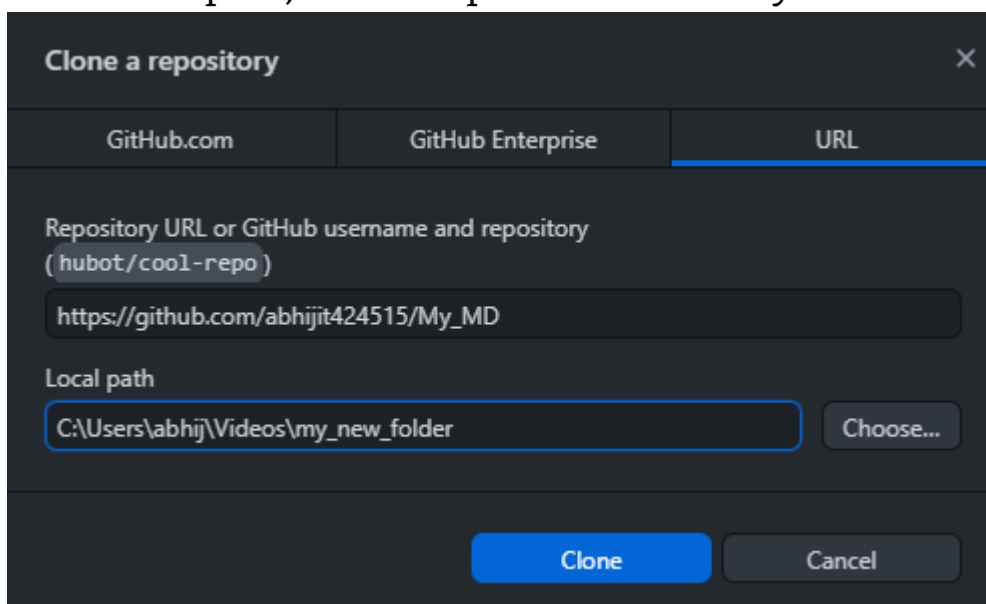 Clone a repository
GitHub.com GitHub Enterprise URL
Repository URL or GitHub username and repository
(hubot/cool-repo)
https://github.com/abhijit424515/My_MD
Local path
C:\Users\abhij\Videos\my_new_folder Choose...
Clone Cancel